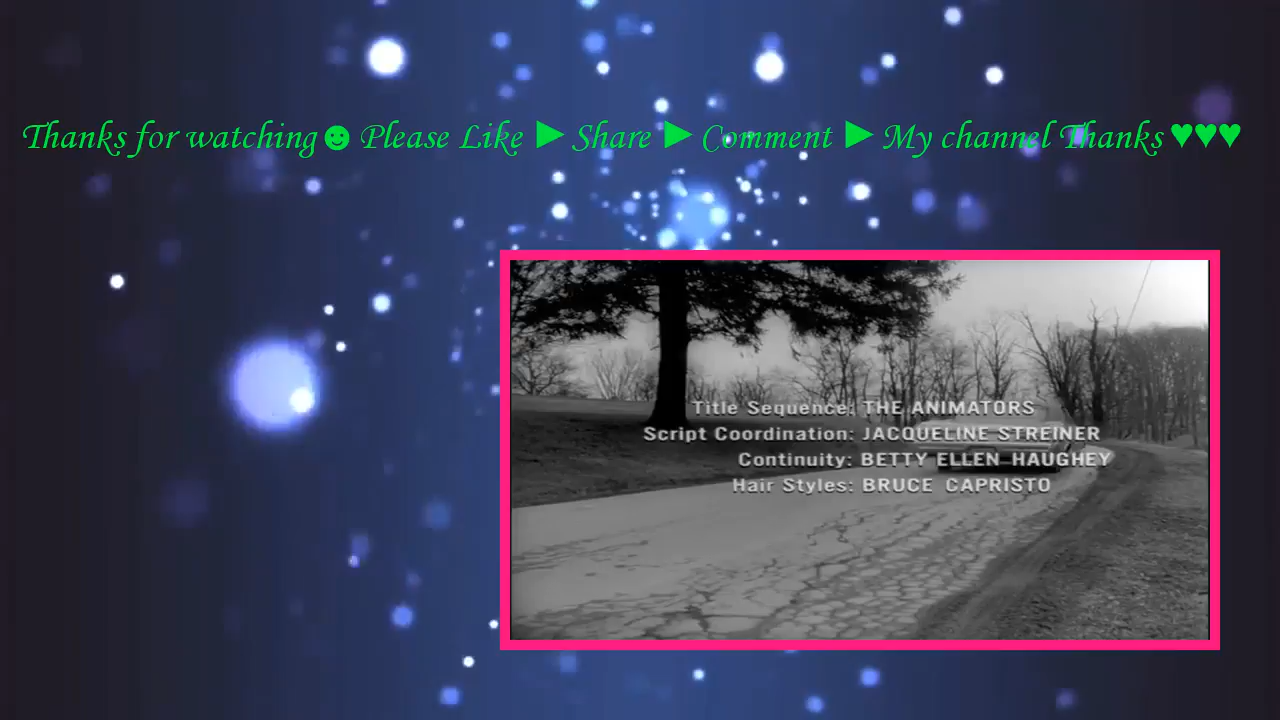 Thanks for watching☻Please Like ►Share ►Comment ►My channel Thanks♥♥♥
Title Sequence: THE ANIMATORS
Script Coordination: JACQUELINE STREINER
Continuity: BETTY ELLEN HAUGHEY
Hair Styles: BRUCE CAPRISTO